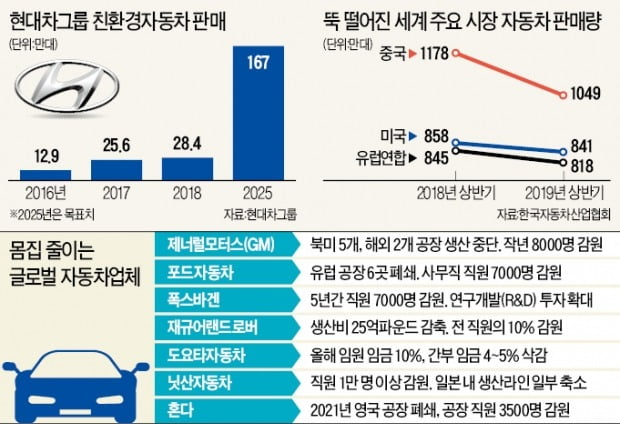 현대차그룹 친환경자동차 판매
(단위:만대)
12.9
25.6
28.4
167
2016년
2017
2018
2025
※2025년은 목표치
자료:현대차그룹
뚝 떨어진 세계 주요 시장 자동차 판매량
(단위:만대)
중국▶ 1178
1049
미국▶ 858
841
유럽연합▶ 845
818
2018년 상반기
2019년 상반기
자료:한국자동차산업협회
몸집 줄이는
글로벌 자동차업체
제너럴모터스(GM) 북미 5개, 해외 2개 공장 생산 중단. 작년 8000명 감원
포드자동차 유럽 공장 6곳 폐쇄. 사무직 직원 7000명 감원
폭스바겐 5년간 직원 7000명 감원. 연구개발(R&D) 투자 확대
재규어랜드로버 생산비 25억파운드 감축. 전 직원의 10% 감원
도요타자동차 올해 임원 임금 10%, 간부 임금 4~5% 삭감
닛산자동차 직원 1만 명 이상 감원. 일본 내 생산라인 일부 축소
혼다 2021년 영국 공장 폐쇄, 공장 직원 3500명 감원